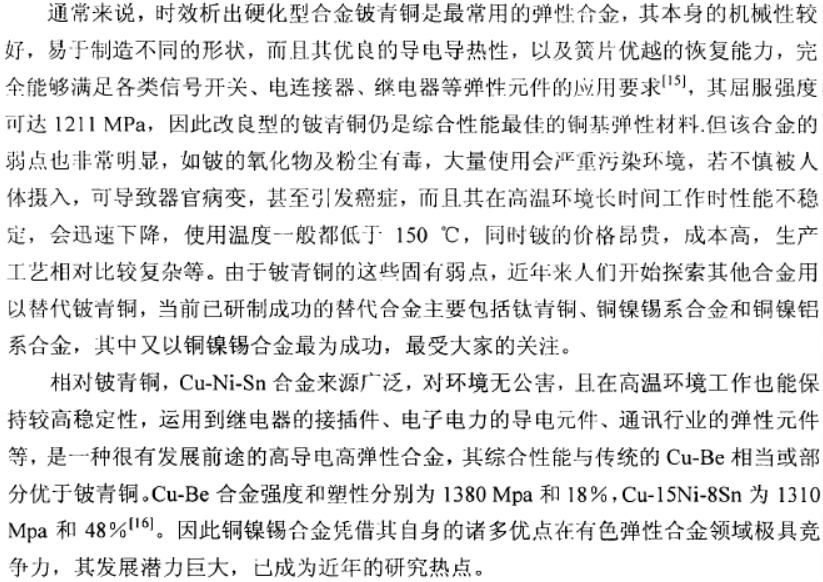 通常来说，时效析出硬化型合金铍青铜是最常用的弹性合金，其本身的机械性较
好，易于制造不同的形状，而且其优良的导电导热性，以及簧片优越的恢复能力，完
全能够满足各类信号开关、电连接器、继电器等弹性元件的应用要求[15]，其屈服强度
可达 1211 MPa，因此改良型的铍青铜仍是综合性能最佳的铜基弹性材料.但该合金的
弱点也非常明显，如铍的氧化物及粉尘有毒，大量使用会严重污染环境，若不慎被人
体摄入，可导致器官病变，甚至引发癌症，而且其在高温环境长时间工作时性能不稳
定，会迅速下降，使用温度一般都低于 150 ℃，同时铍的价格昂贵，成本高，生产
工艺相对比较复杂等。由于铍青铜的这些固有弱点，近年来人们开始探索其他合金用
以替代铍青铜，当前已研制成功的替代合金主要包括钛青铜、铜镍锡系合金和铜镍铝
系合金，其中又以铜镍锡合金最为成功，最受大家的关注。
相对铍青铜，Cu-Ni-Sn 合金来源广泛，对环境无公害，且在高温环境工作也能保
持较高稳定性，运用到继电器的接插件、电子电力的导电元件、通讯行业的弹性元件
等，是一种很有发展前途的高导电高弹性合金，其综合性能与传统的 Cu-Be 相当或部
分优于铍青铜。Cu-Be 合金强度和塑性分别为 1380 Mpa 和 18%，Cu-15Ni-8Sn 为 1310
Mpa 和 48%[16]。因此铜镍锡合金凭借其自身的诸多优点在有色弹性合金领域极具竞
争力，其发展潜力巨大，已成为近年的研究热点。